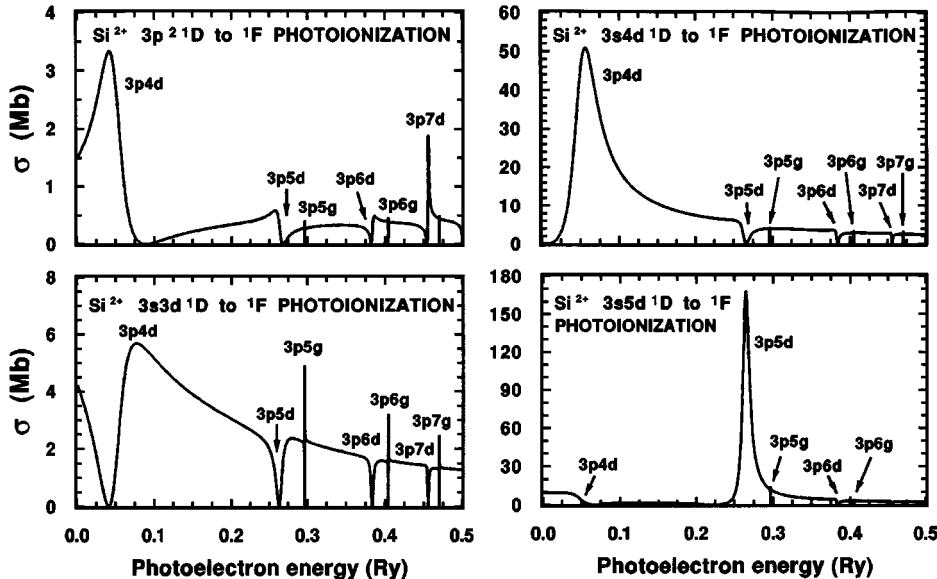 Si 2+ 3p 2 1D to 1F PHOTOIONIZATION
3p4d
3p5d
3p5g
3p6d
3p6g
3p7d
σ (Mb)
4
3
2
1
0
Si 2+ 3s4d 1D to 1F PHOTOIONIZATION
3p4d
3p5d
3p5g
3p6d
3p6g
3p7d
3p7g
60
50
40
30
20
10
0
Si 2+ 3s3d 1D to 1F PHOTOIONIZATION
3p4d
3p5d
3p5g
3p6d
3p6g
3p7d
3p7g
σ (Mb)
8
6
4
2
0
0.0 0.1 0.2 0.3 0.4 0.5
Photoelectron energy (Ry)
Si 2+ 3s5d 1D to 1F
PHOTOIONIZATION
3p4d
3p5d
3p5g
3p6d
3p6g
180
150
120
90
60
30
0
0.0 0.1 0.2 0.3 0.4 0.5
Photoelectron energy (Ry)